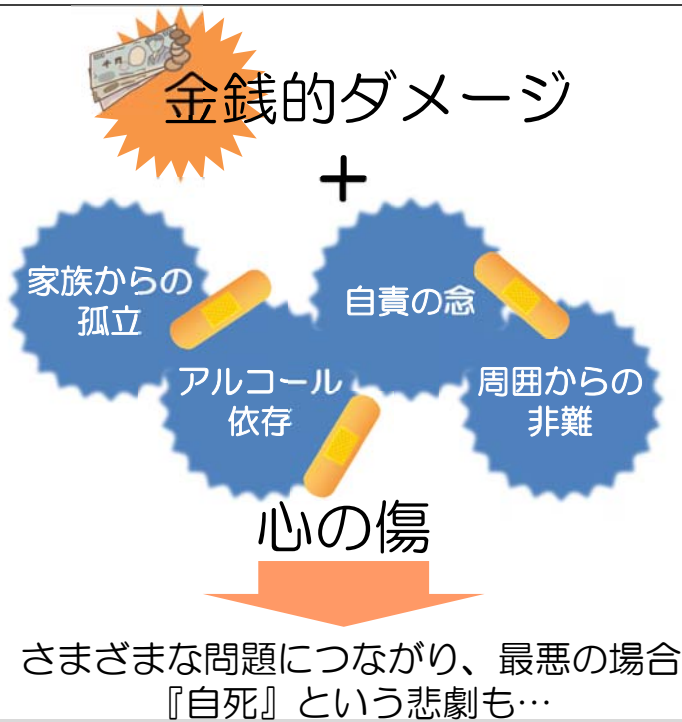 金銭的ダメージ
+
家族からの
孤立
自責の念
アルコール
依存
周囲からの
非難
心の傷
さまざまな問題につながり、最悪の場合
『自死』という悲劇も…